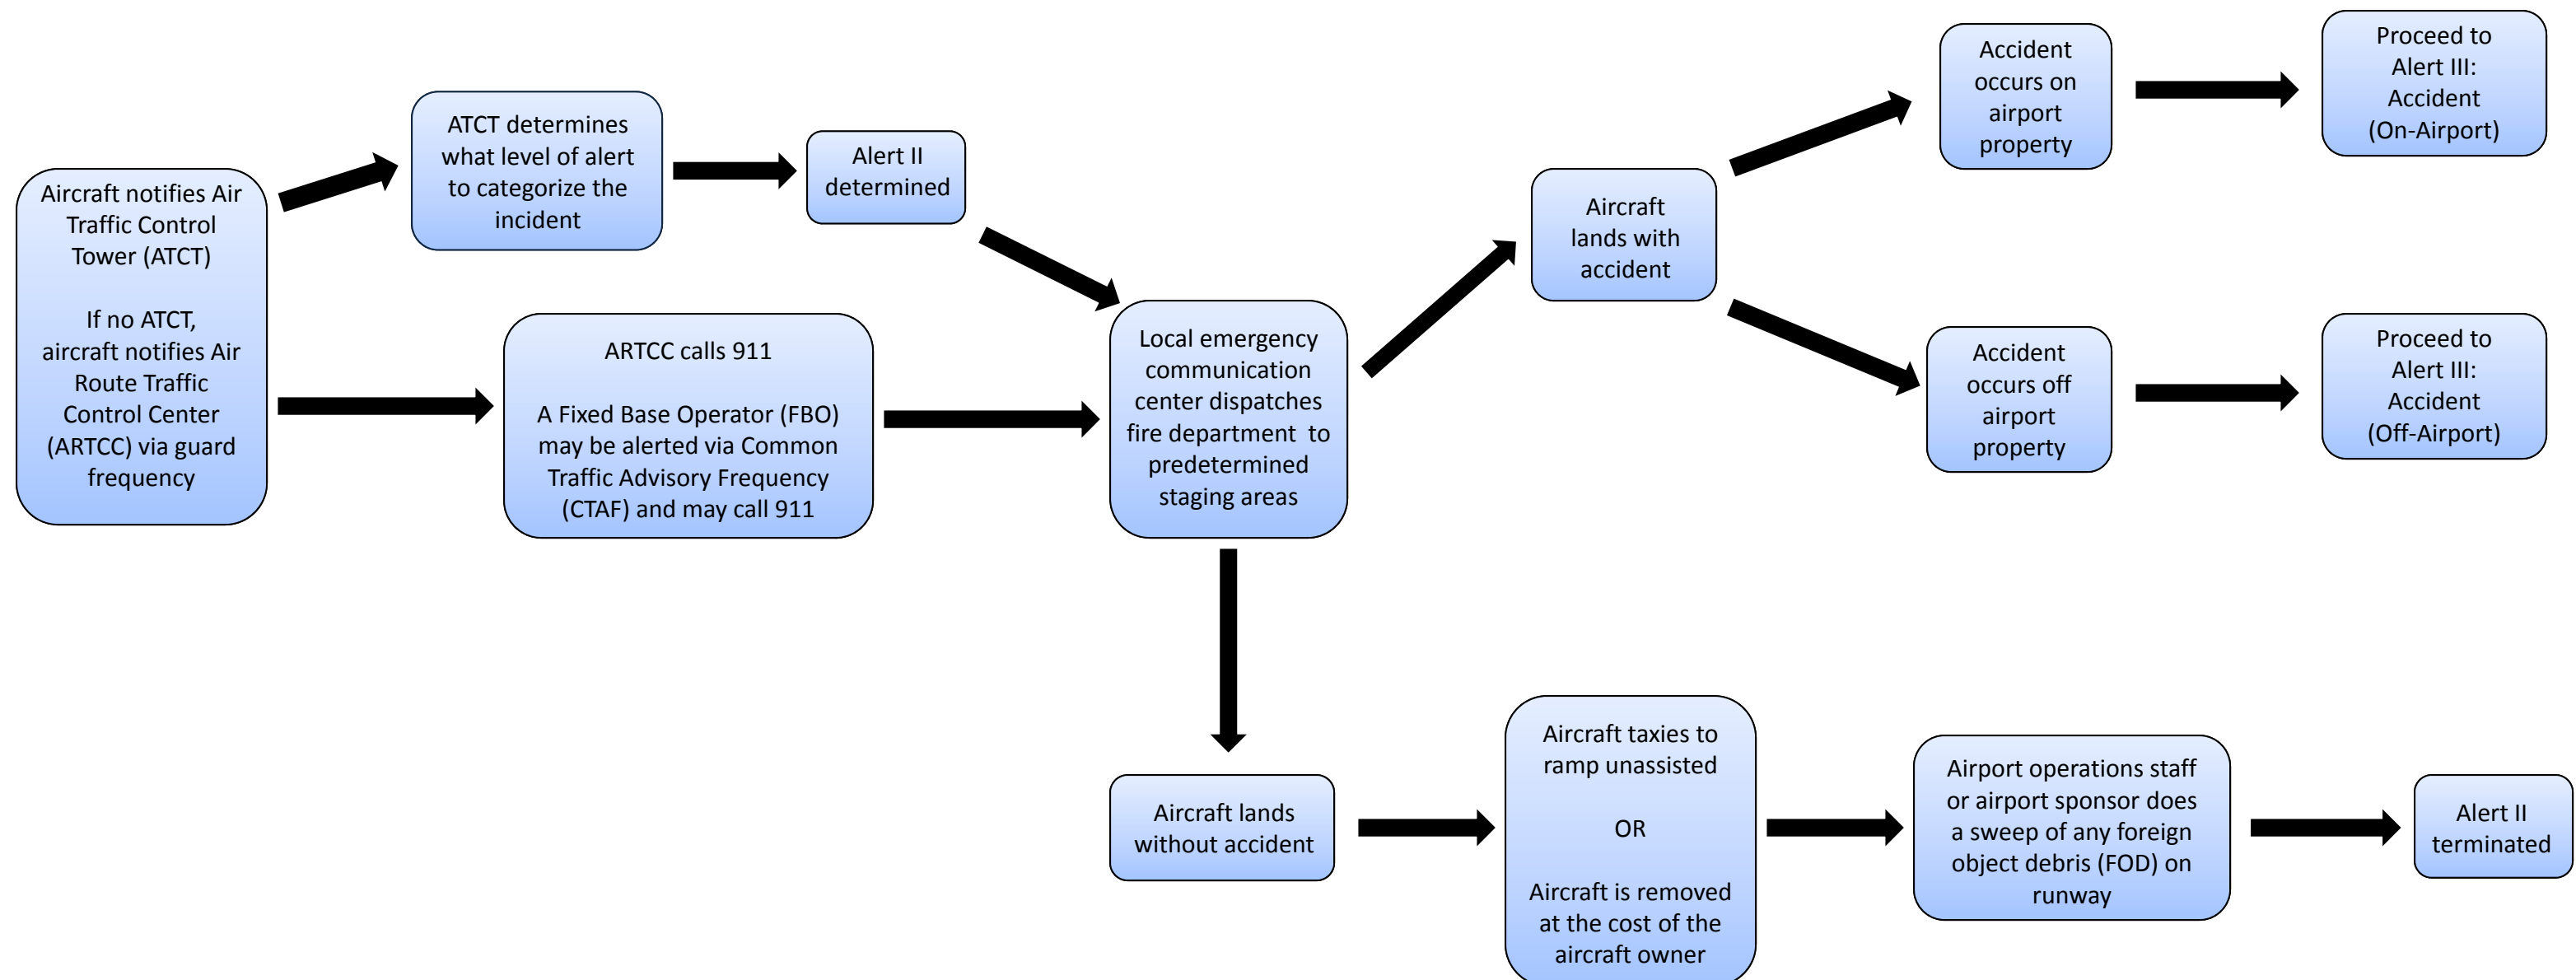 Aircraft notifies Air
Traffic Control
Tower (ATCT)
If no ATCT,
aircraft notifies Air
Route Traffic
Control Center
(ARTCC) via guard
frequency
ATCT determines
what level of alert
to categorize the
incident
Alert II
determined
ARTCC calls 911
A Fixed Base Operator (FBO)
may be alerted via Common
Traffic Advisory Frequency
(CTAF) and may call 911
Local emergency
communication
center dispatches
fire department to
predetermined
staging areas
Aircraft
lands with
accident
Accident
occurs on
airport
property
Proceed to
Alert III:
Accident
(On-Airport)
Accident
occurs off
airport
property
Proceed to
Alert III:
Accident
(Off-Airport)
Aircraft lands
without accident
Aircraft taxies to
ramp unassisted
OR
Aircraft is removed
at the cost of the
aircraft owner
Airport operations staff
or airport sponsor does
a sweep of any foreign
object debris (FOD) on
runway
Alert II
terminated